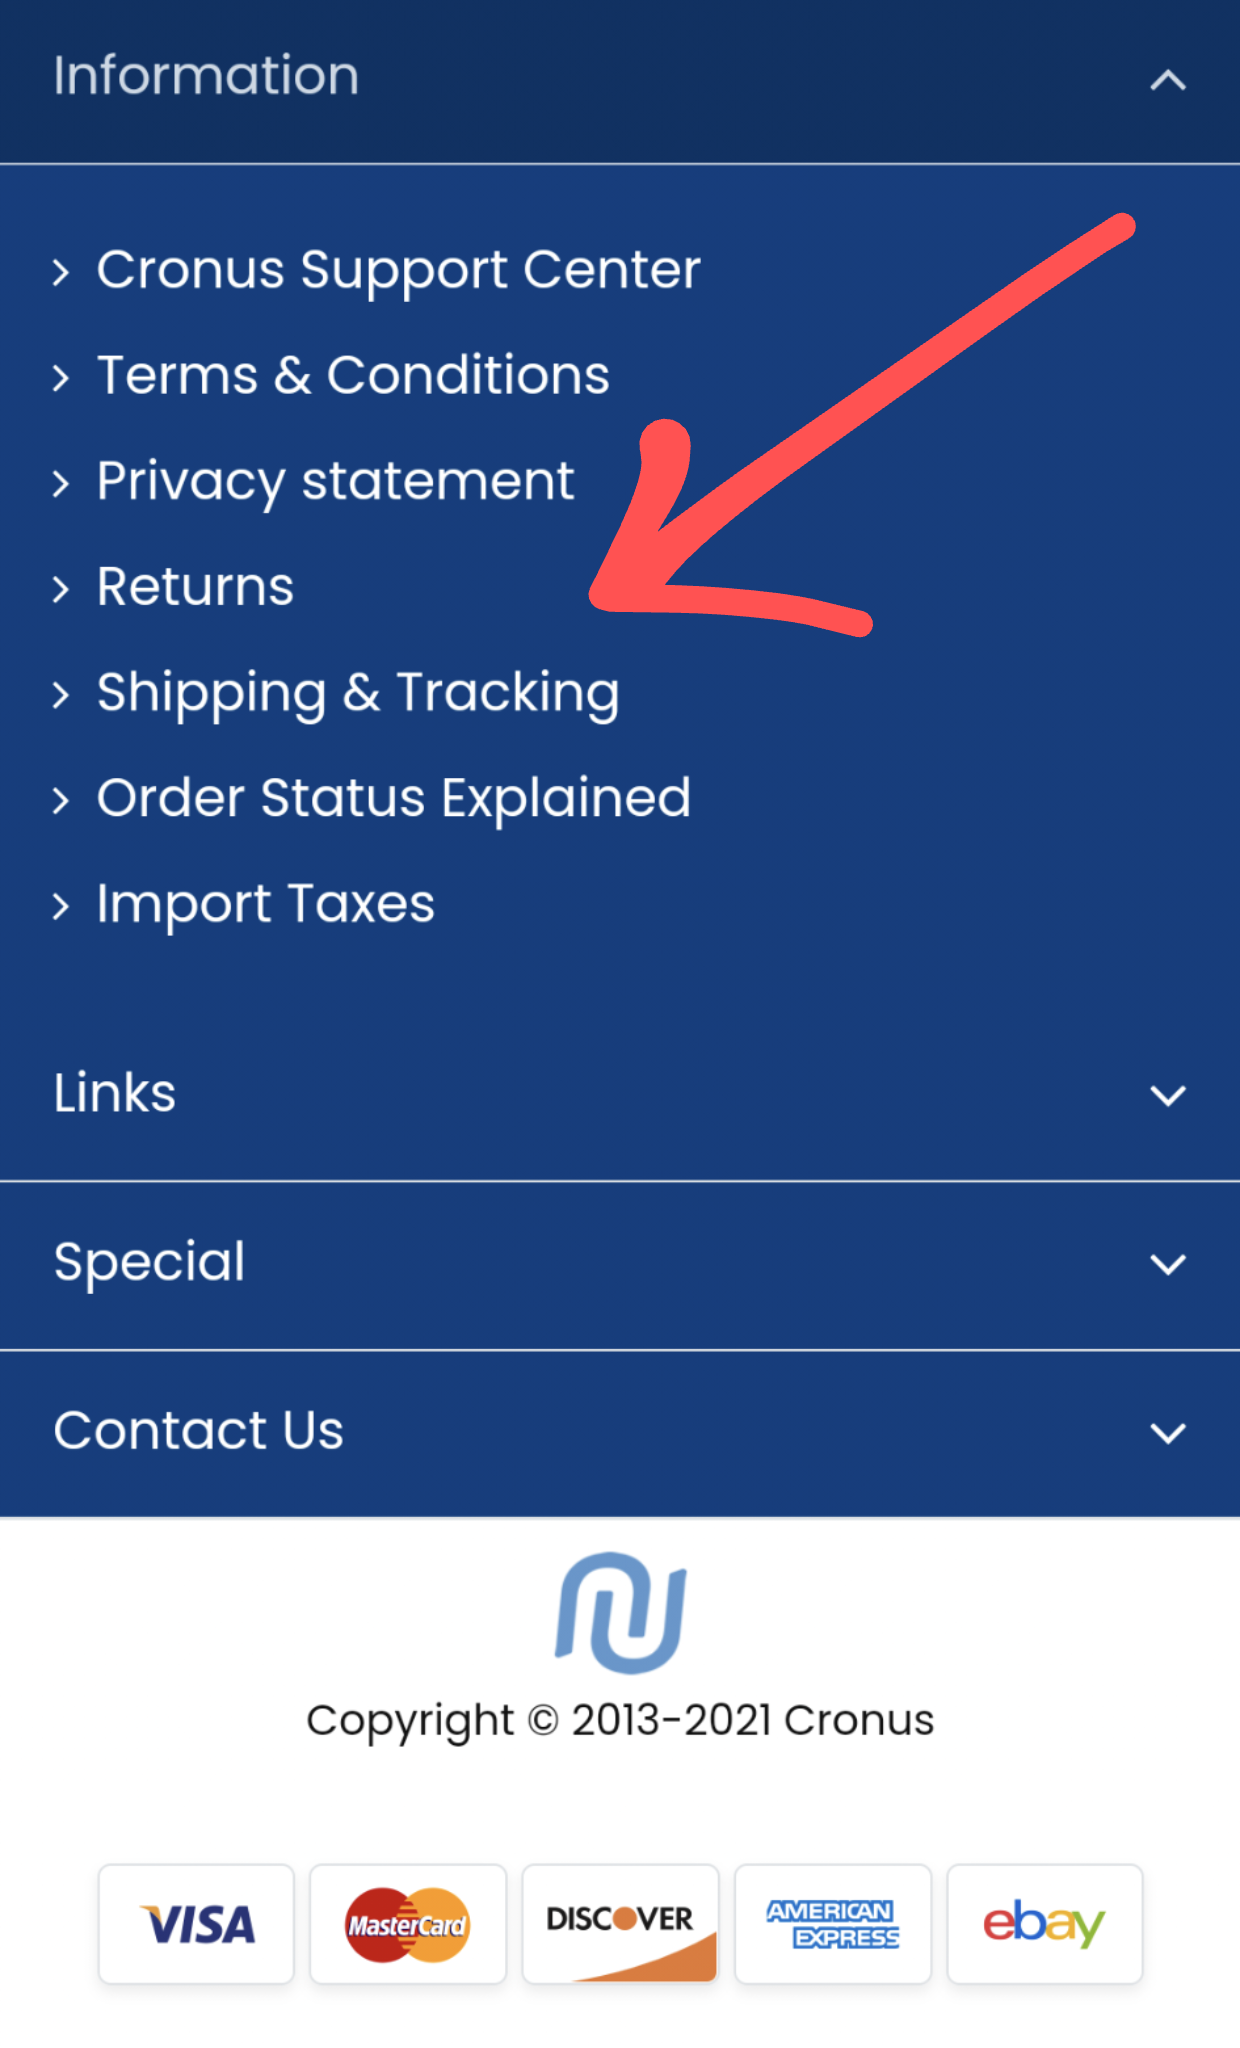 Information
Cronus Support Center
Terms & Conditions
Privacy statement
Returns
Shipping & Tracking
Order Status Explained
Import Taxes
Links
Special
Contact Us
Copyright © 2013-2021 Cronus
VISA MasterCard DISCOVER AMERICAN EXPRESS ebay